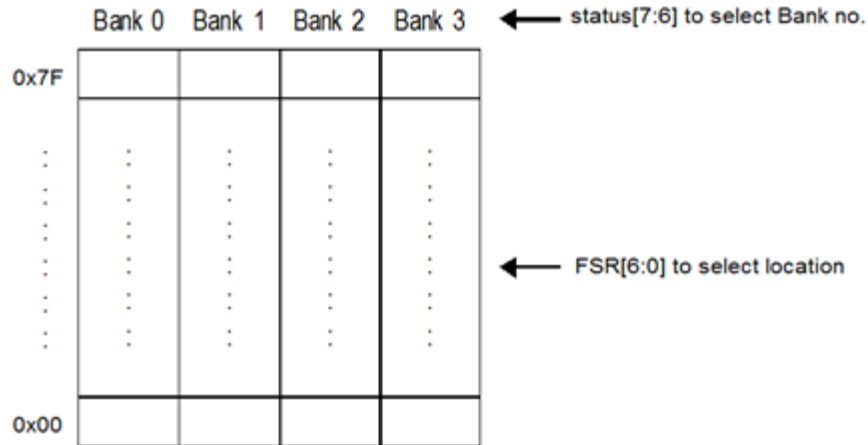 Bank 0 Bank 1 Bank 2 Bank 3 status[7:6] to select Bank no.
0x7F
FSR[6:0] to select location
0x00